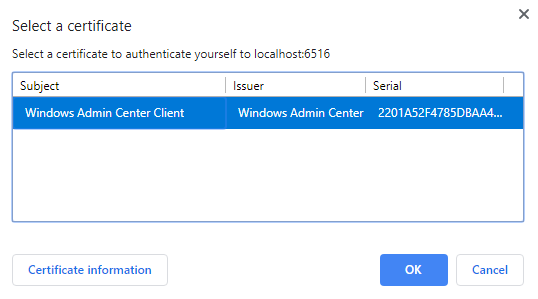 Select a certificate
Select a certificate to authenticate yourself to localhost:6516
Subject Issuer Serial
Windows Admin Center Client Windows Admin Center 2201A52F4785DBAA4...
Certificate information OK Cancel